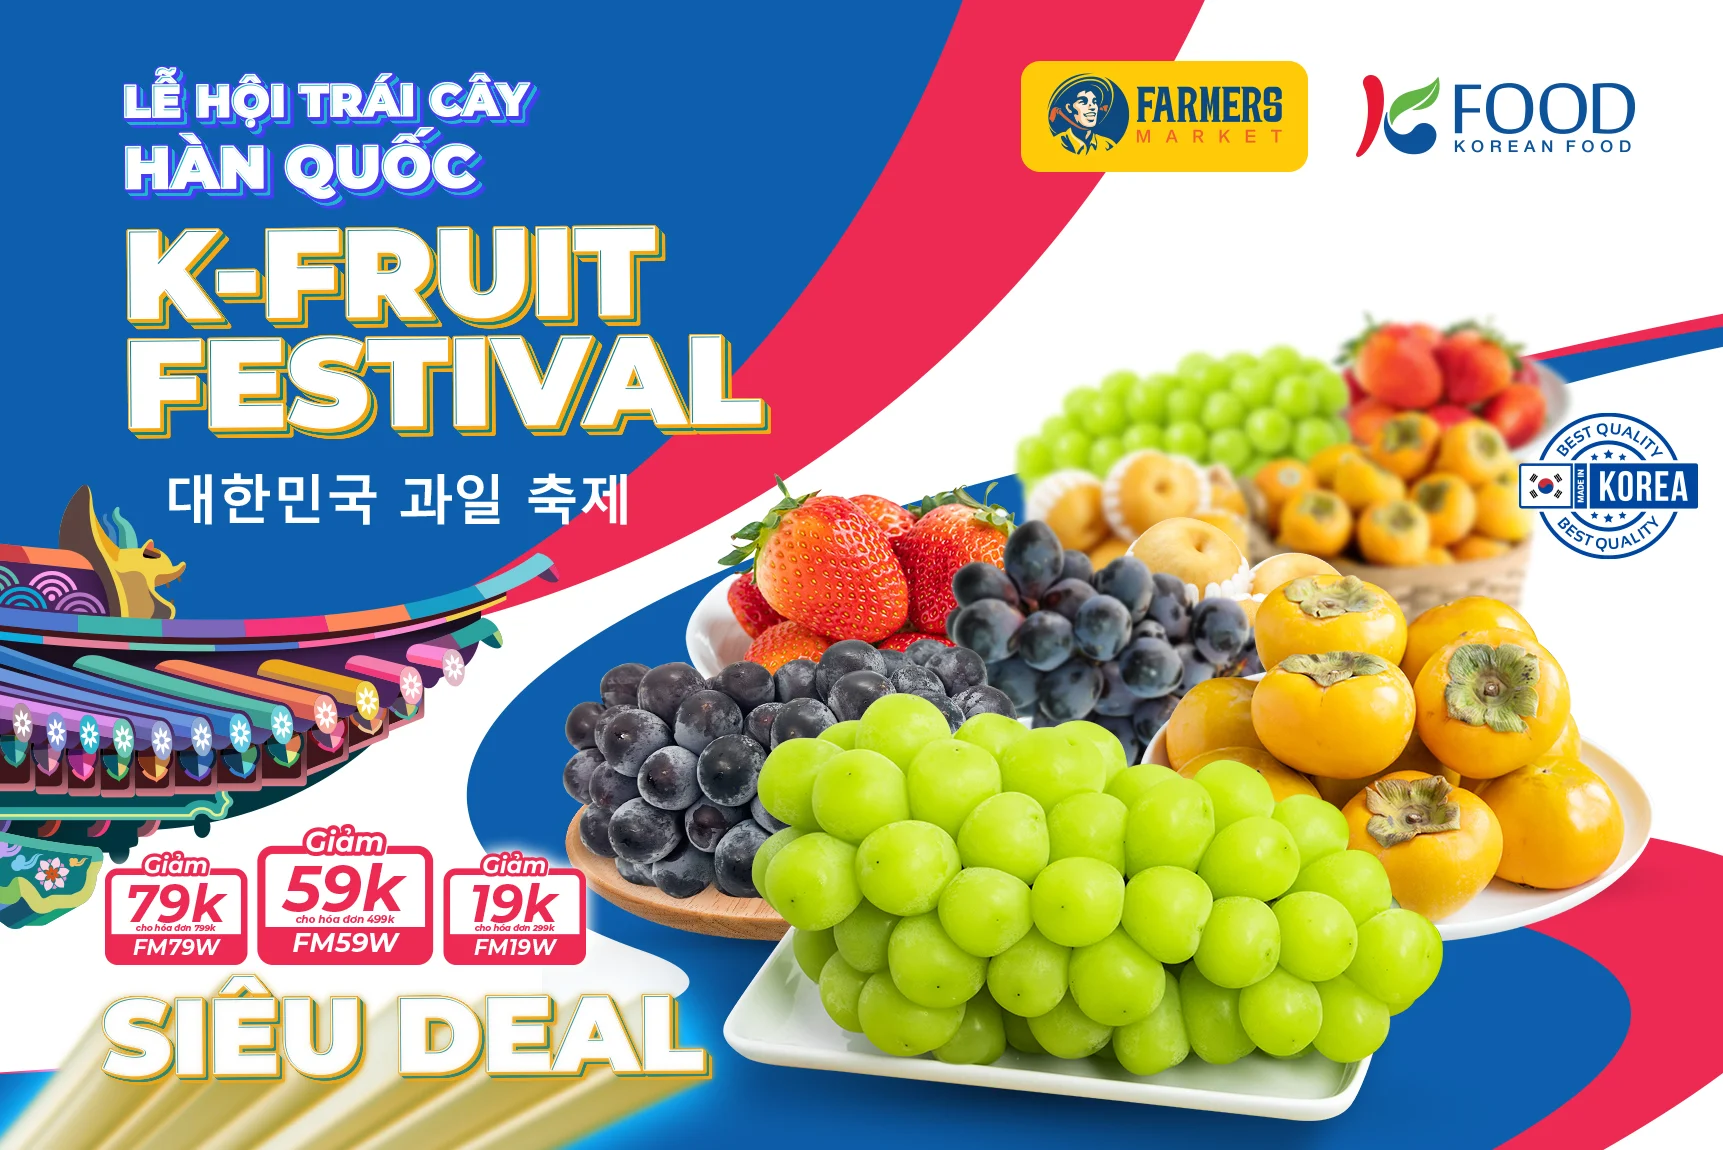 LỄ HỘI TRÁI CÂY
HÀN QUỐC
K-FRUIT
FESTIVAL
대한민국 과일 축제
FARMERS
MARKET
FOOD
KOREAN FOOD
BEST QUALITY
MADE IN
KOREA
BEST QUALITY
Giảm
79k
cho hóa đơn 799k
FM79W
Giảm
59k
cho hóa đơn 499k
FM59W
Giảm
19k
cho hóa đơn 299k
FM19W
SIÊU DEAL